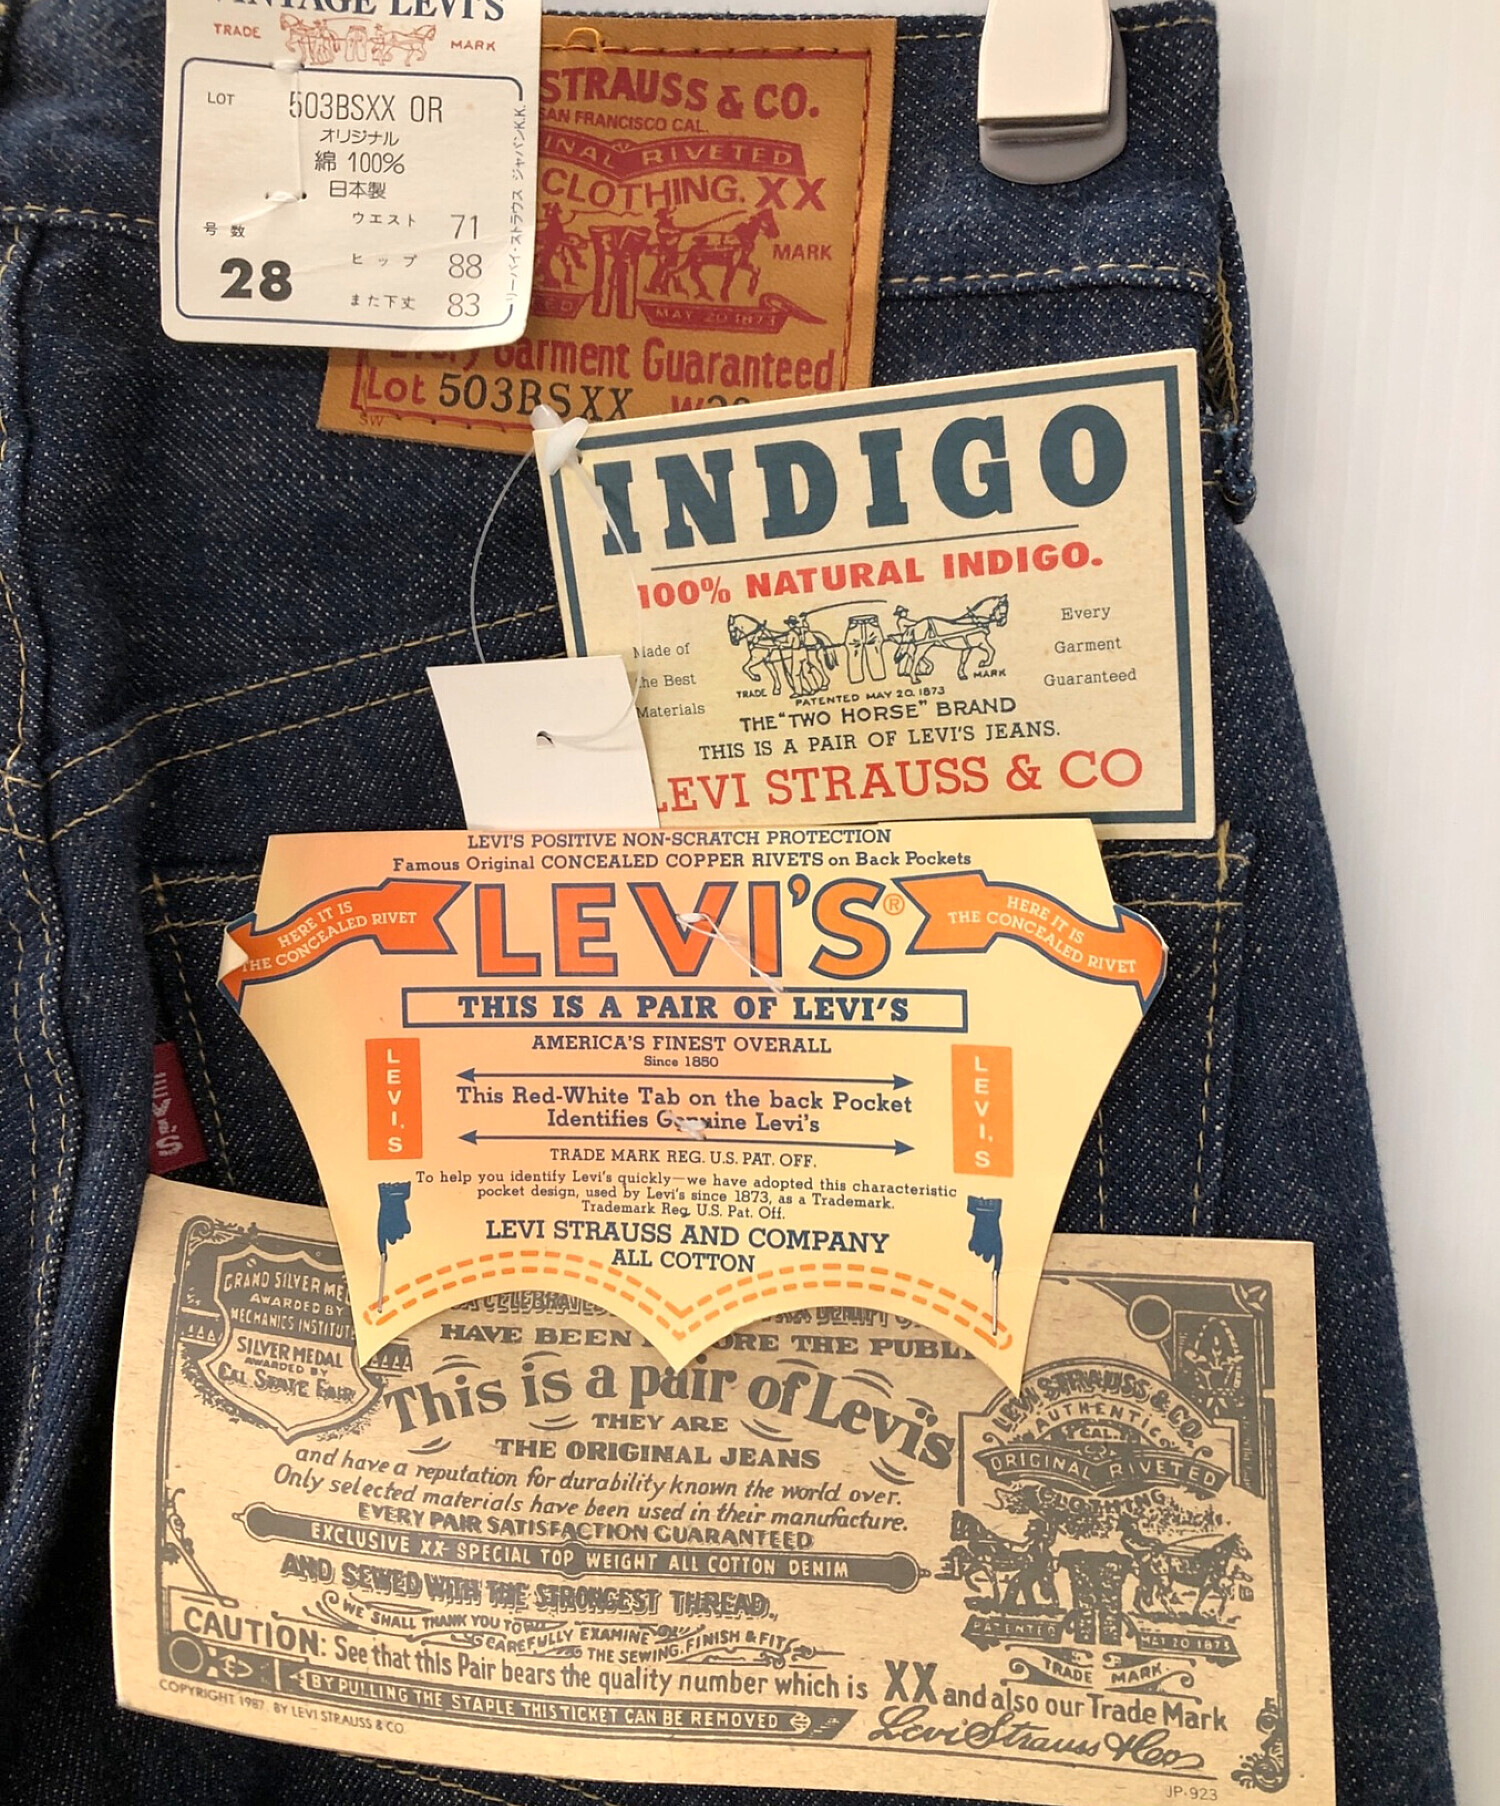 VINTAGE LEVI'S
TRADE MARK
LOT 503BSXX OR
オリジナル
綿 100%
日本製
号数 28
ウエスト 71
ヒップ 88
また下丈 83
リーバイ・ストラウス ジャパンK.K.
STRAUSS & CO.
SAN FRANCISCO CAL.
RIVETED
CLOTHING. XX
MARK
MAY 20 1873
Every Garment Guaranteed
Lot 503BSXX
SW
INDIGO
100% NATURAL INDIGO.
Made of
the Best
Materials
Every
Garment
Guaranteed
TRADE MARK
PATENTED MAY 20. 1873
THE "TWO HORSE" BRAND
THIS IS A PAIR OF LEVI'S JEANS.
LEVI STRAUSS & CO
LEVI'S POSITIVE NON-SCRATCH PROTECTION
Famous Original CONCEALED COPPER RIVETS on Back Pockets
HERE IT IS
THE CONCEALED RIVET
LEVI'S®
HERE IT IS
THE CONCEALED RIVET
THIS IS A PAIR OF LEVI'S
AMERICA'S FINEST OVERALL
Since 1850
LEVI'S
This Red-White Tab on the back Pocket
Identifies Genuine Levi's
LEVI'S
TRADE MARK REG. U.S. PAT. OFF.
To help you identify Levi's quickly—we have adopted this characteristic
pocket design, used by Levi's since 1873, as a Trademark.
Trademark Reg. U.S. Pat. Off.
LEVI STRAUSS AND COMPANY
ALL COTTON
LEVI'S
GRAND SILVER
AWARDED BY
MECHANICS INSTITUTE
SILVER MEDAL
AWARDED BY
CAL STATE FAIR
HAVE BEEN THE
This is a pair of Levi's
THEY ARE
THE ORIGINAL JEANS
and have a reputation for durability known the world over.
Only selected materials have been used in their manufacture.
EVERY PAIR SATISFACTION GUARANTEED
EXCLUSIVE XX SPECIAL TOP WEIGHT ALL COTTON DENIM
AND SEWED WITH THE STRONGEST THREAD.
WE SHALL THANK YOU TO
CAREFULLY EXAMINE
THE SEWING, FINISH & FIT
CAUTION: See that this Pair bears the quality number which is XX and also our Trade Mark
BY PULLING THE STAPLE THIS TICKET CAN BE REMOVED
Levi Strauss & Co
COPYRIGHT 1987 BY LEVI STRAUSS & CO.
JP-923
LEVI STRAUSS & CO.
AUTHENTIC
CAL.
ORIGINAL RIVETED
CLOTHING
PATENTED MAY 20 1873
TRADE MARK